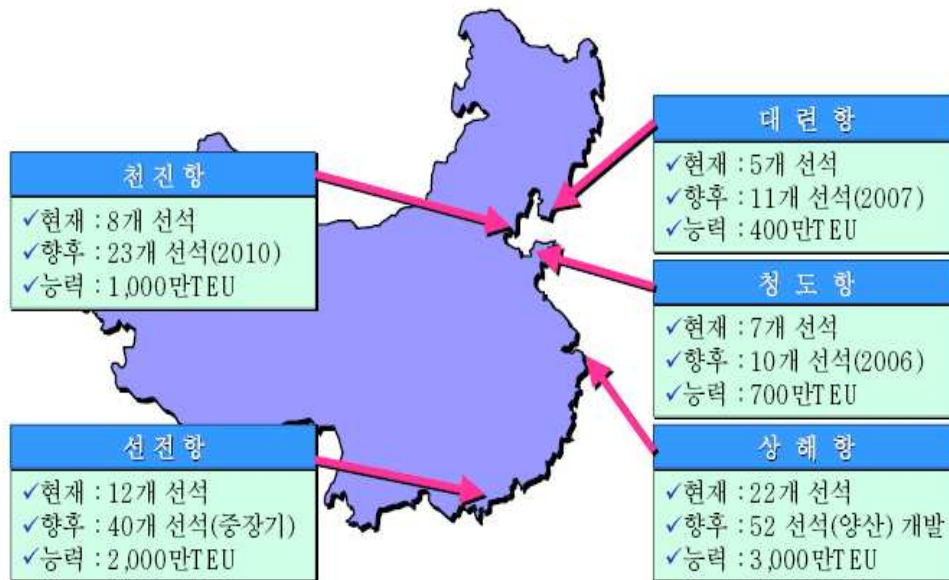 천진항
✓현재 : 8개 선석
✓향후 : 23개 선석(2010)
✓능력 : 1,000만TEU
선전항
✓현재 : 12개 선석
✓향후 : 40개 선석(중장기)
✓능력 : 2,000만TEU
대련항
✓현재 : 5개 선석
✓향후 : 11개 선석(2007)
✓능력 : 400만TEU
청도항
✓현재 : 7개 선석
✓향후 : 10개 선석(2006)
✓능력 : 700만TEU
상해항
✓현재 : 22개 선석
✓향후 : 52 선석(양산) 개발
✓능력 : 3,000만TEU